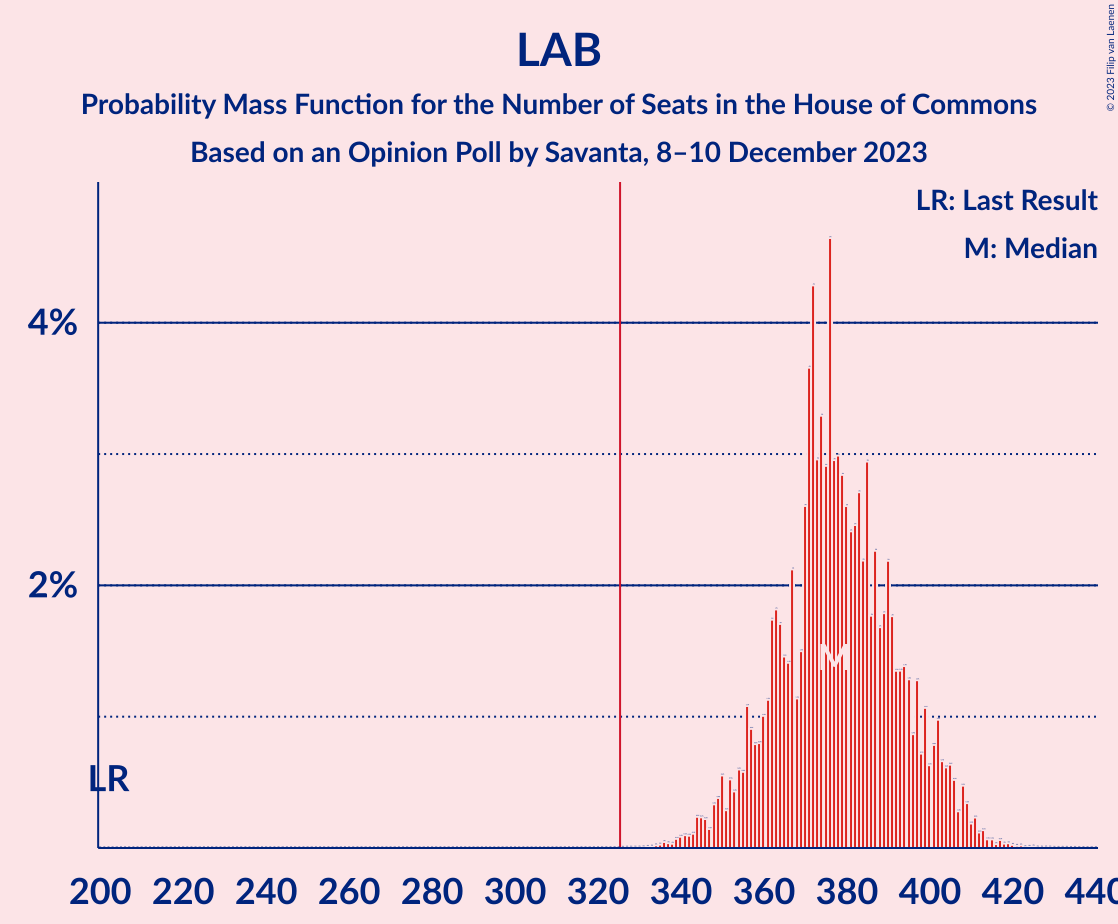 LAB
Probability Mass Function for the Number of Seats in the House of Commons
Based on an Opinion Poll by Savanta, 8–10 December 2023
© 2023 Filip van Laenen
LR: Last Result
M: Median
4%
2%
M
LR
200 220 240 260 280 300 320 340 360 380 400 420 440